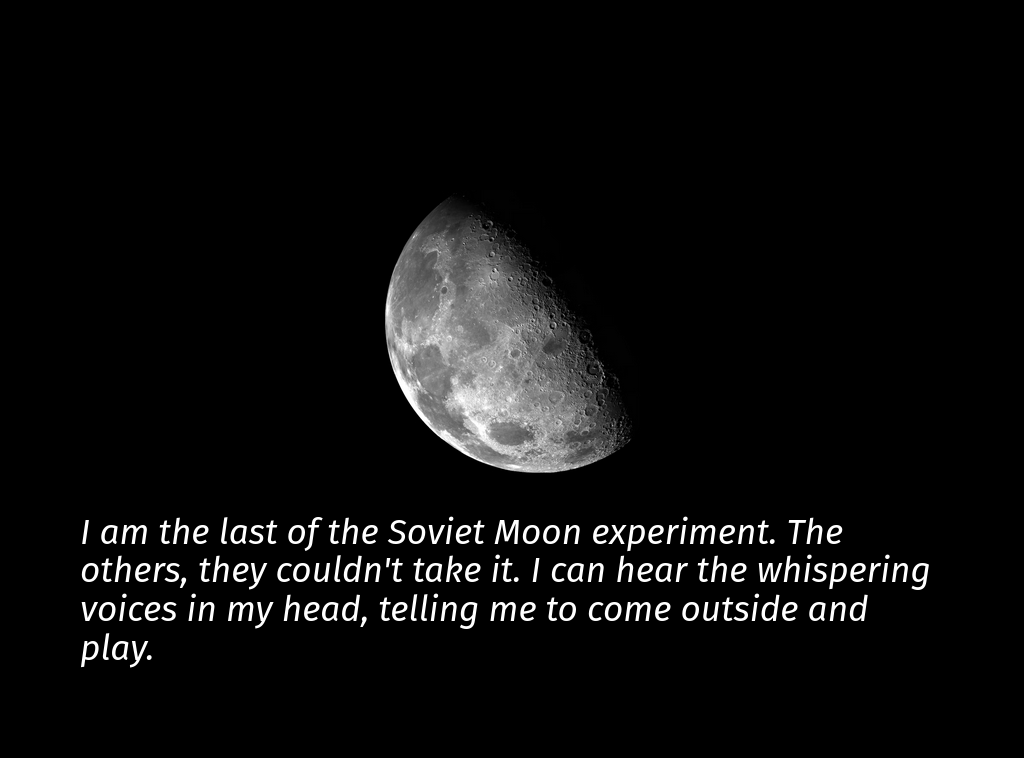 I am the last of the Soviet Moon experiment. The
others, they couldn't take it. I can hear the whispering
voices in my head, telling me to come outside and
play.